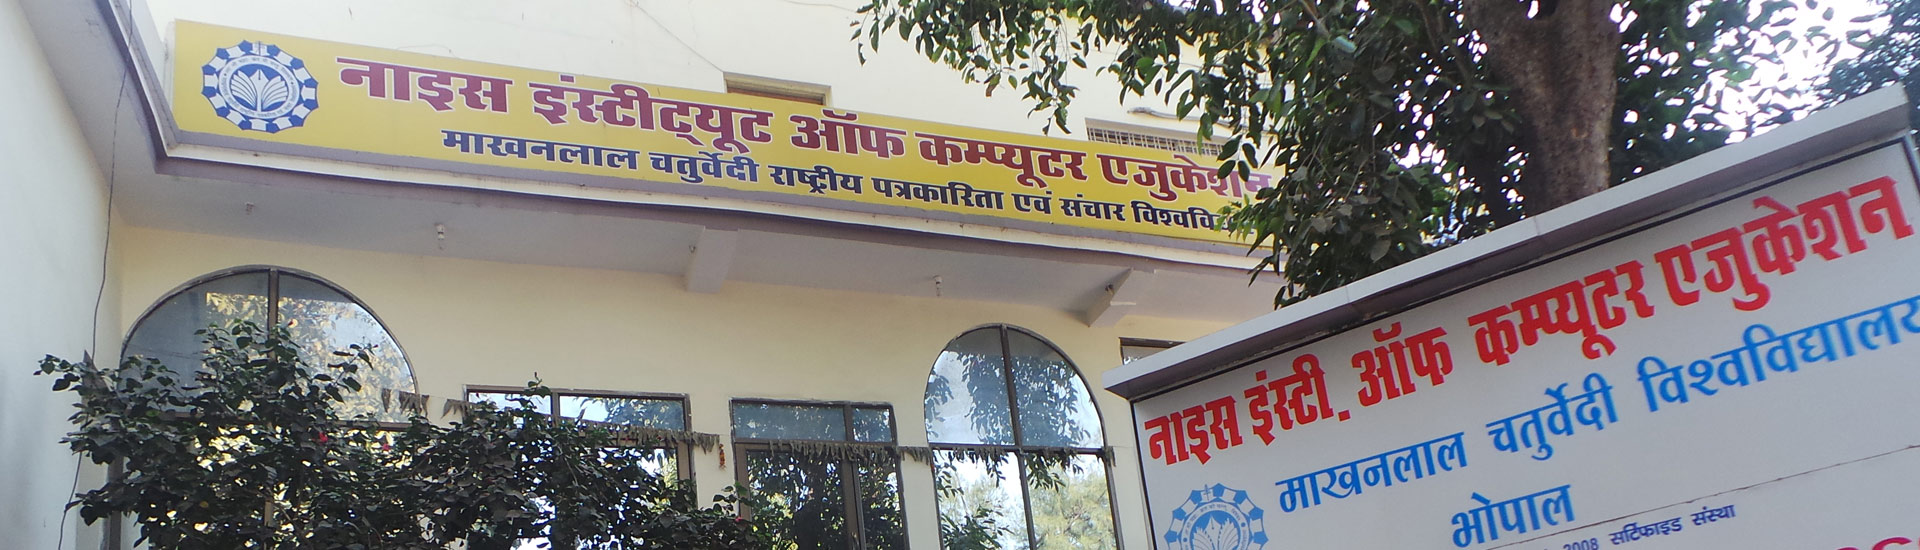 नाइस इंस्टीट्यूट ऑफ कम्प्यूटर एजुकेशन
माखनलाल चतुर्वेदी राष्ट्रीय पत्रकारिता एवं संचार
नाइस इंस्टी. ऑफ कम्प्यूटर एजुकेशन
माखनलाल चतुर्वेदी विश्वविद्यालय
भोपाल
2008 सर्टिफाइड संस्था